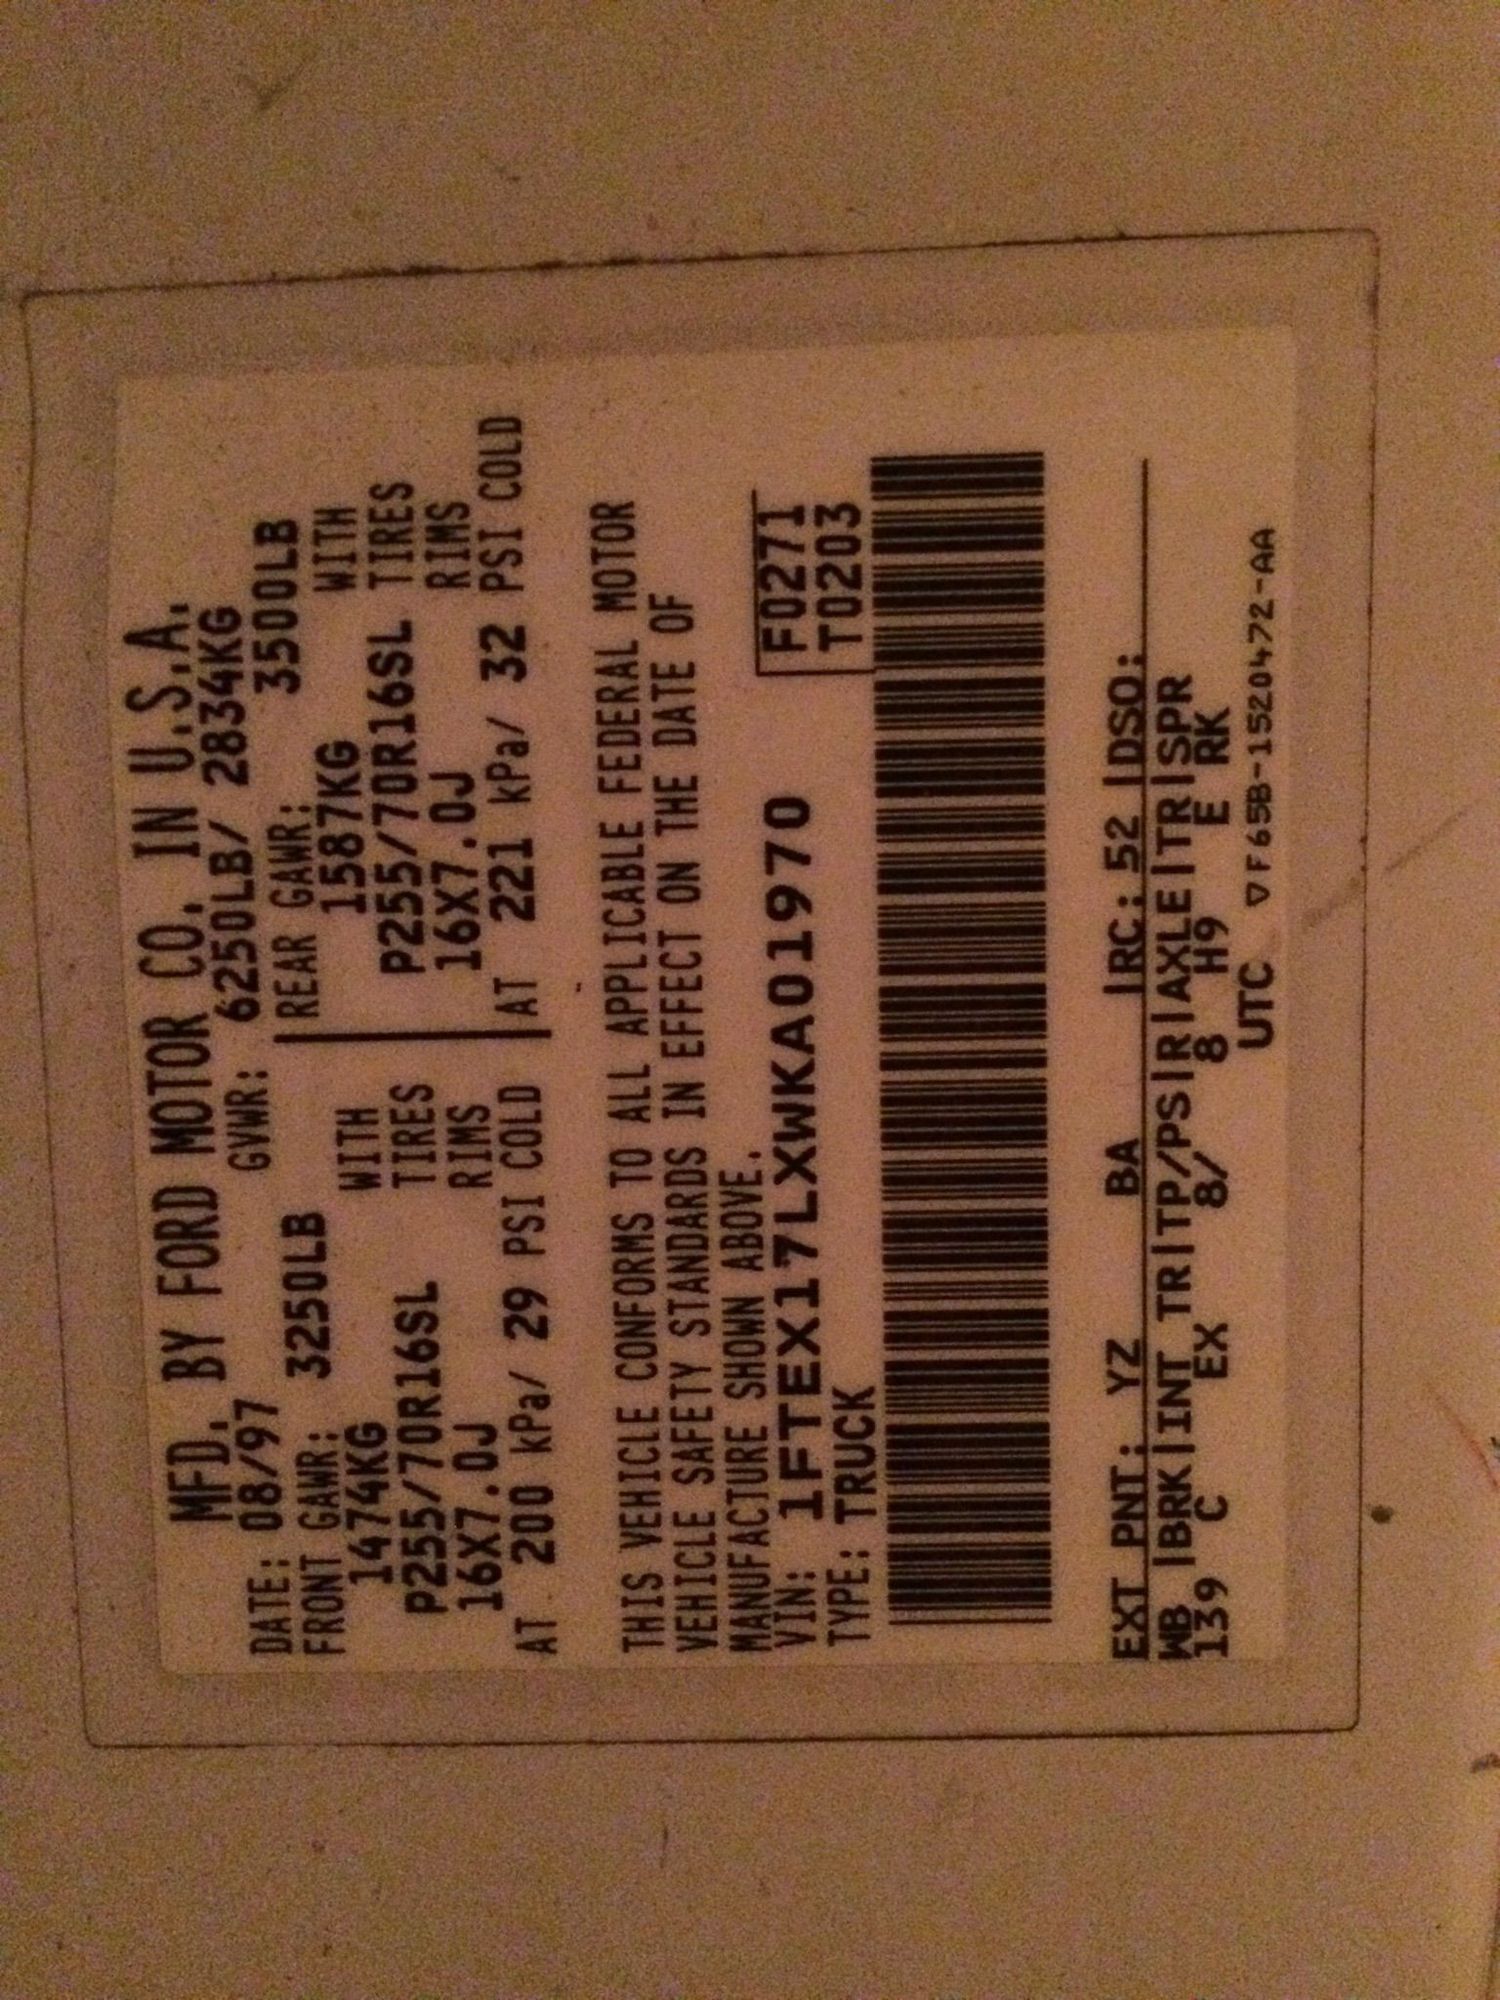 MFD. BY FORD MOTOR CO. IN U.S.A.
DATE: 08/97 GVWR: 6250LB/ 2834KG
FRONT GAWR: 3250LB REAR GAWR: 3500LB
1474KG WITH 1587KG WITH
P255/70R16SL TIRES P255/70R16SL TIRES
16X7.0J RIMS 16X7.0J RIMS
AT 200 kPa/ 29 PSI COLD AT 221 kPa/ 32 PSI COLD
THIS VEHICLE CONFORMS TO ALL APPLICABLE FEDERAL MOTOR
VEHICLE SAFETY STANDARDS IN EFFECT ON THE DATE OF
MANUFACTURE SHOWN ABOVE.
VIN: 1FTEX17LXWKA01970 F0271
TYPE: TRUCK T0203
EXT PNT: YZ BA |RC: 52 |DSO:
WB |BRK|INT TR|TP/PS|R|AXLE|TR|SPR
139 C EX 8/ 8 H9 E RK
UTC ▽F65B-1520472-AA